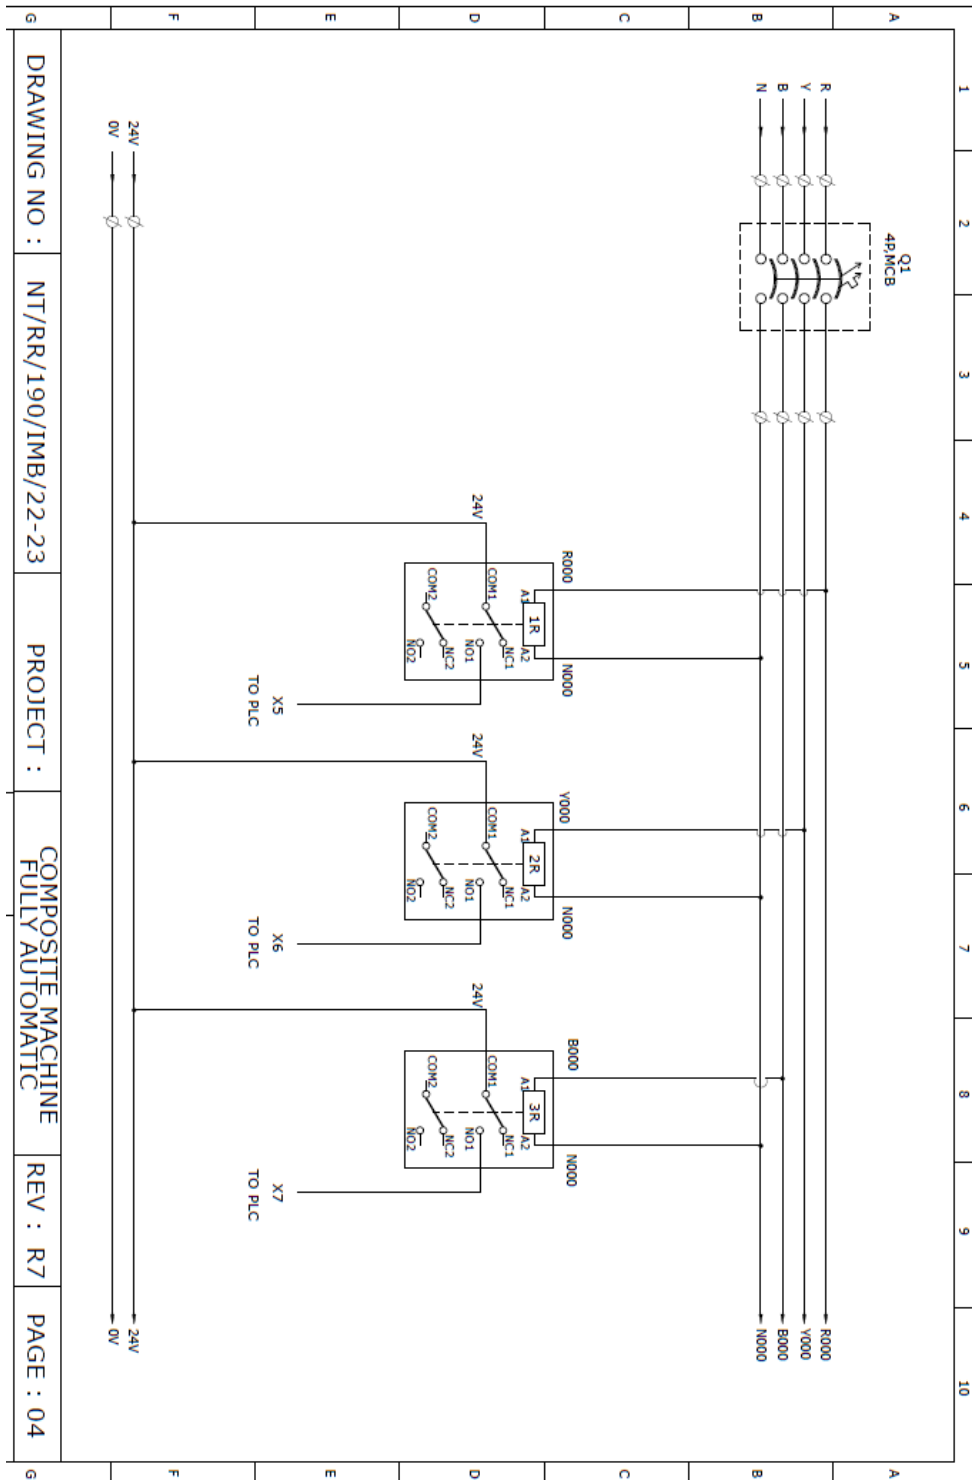 1 2 3 4 5 6 7 8 9 10
A
B
C
D
E
F
G
A
B
D
E
F
G
Q1
4P,MCB
R
Y
B
N
R000
Y000
B000
N000
R000
N000
A1
1R
A2
24V
COM1
NC1
NO1
COM2
NC2
NO2
X5
TO PLC
Y000
N000
A1
2R
A2
24V
COM1
NC1
NO1
COM2
NC2
NO2
X6
TO PLC
B000
N000
A1
3R
A2
24V
COM1
NC1
NO1
COM2
NC2
NO2
X7
TO PLC
24V
0V
24V
0V
DRAWING NO :
NT/RR/190/IMB/22-23
PROJECT :
COMPOSITE MACHINE
FULLY AUTOMATIC
REV : R7
PAGE : 04